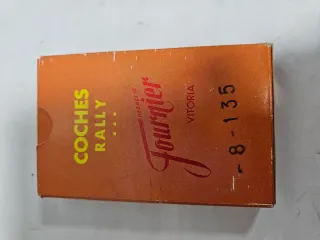 COCHES
RALLY
Fournier
VITORIA
- 8 - 135